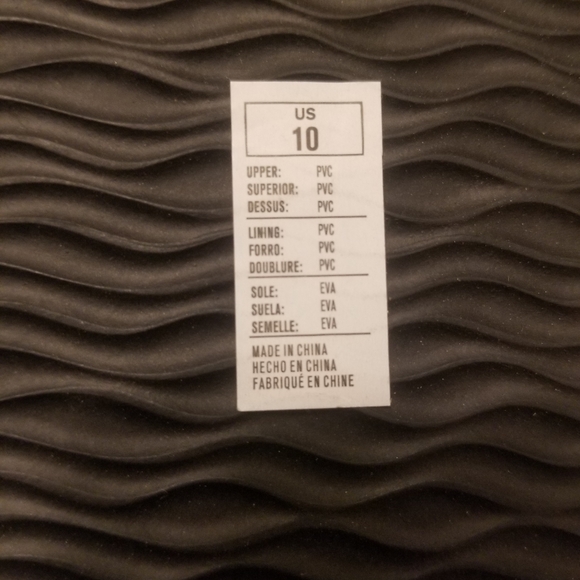 US
10
UPPER: PVC
SUPERIOR: PVC
DESSUS: PVC
LINING: PVC
FORRO: PVC
DOUBLURE: PVC
SOLE: EVA
SUELA: EVA
SEMELLE: EVA
MADE IN CHINA
HECHO EN CHINA
FABRIQUÉ EN CHINE